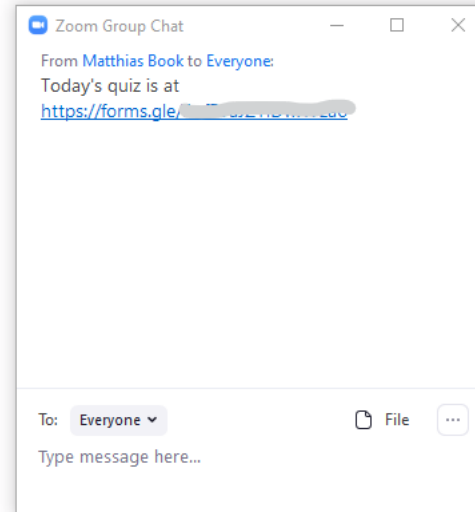 Zoom Group Chat
From Matthias Book to Everyone:
Today's quiz is at
https://forms.gle/
To: Everyone File ...
Type message here...